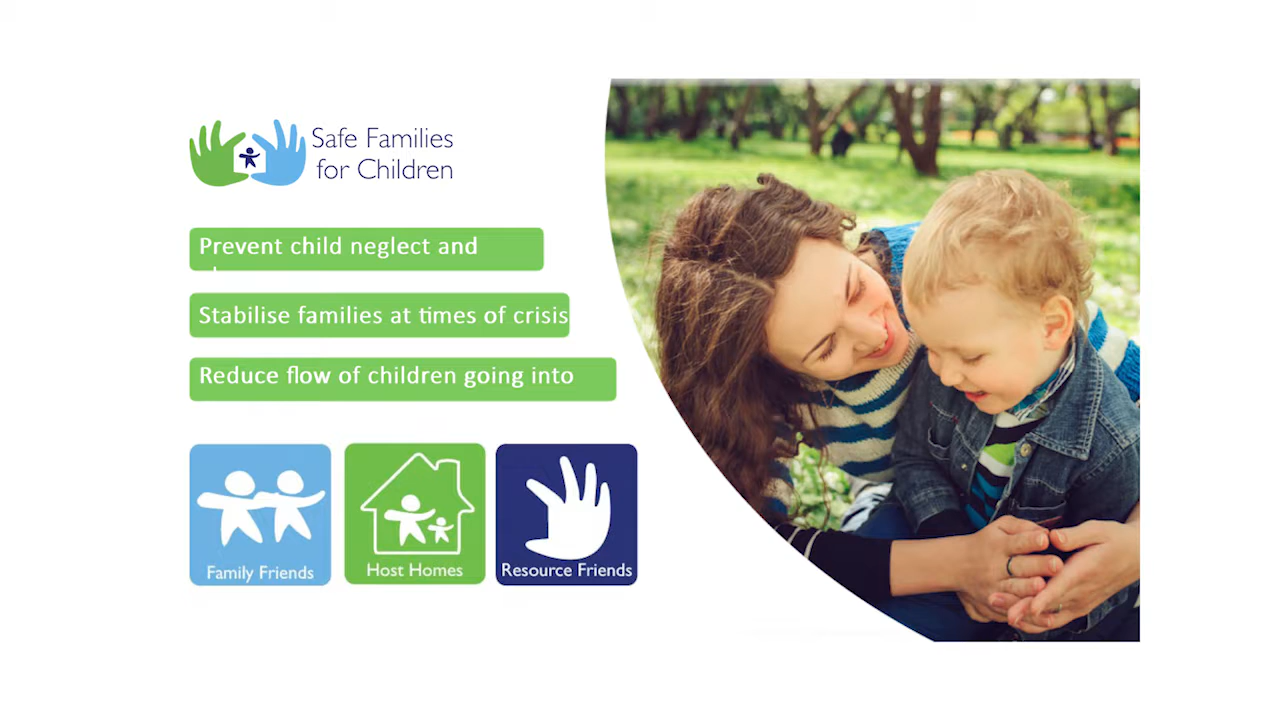 Safe Families
for Children
Prevent child neglect and
Stabilise families at times of crisis
Reduce flow of children going into
Family Friends
Host Homes
Resource Friends